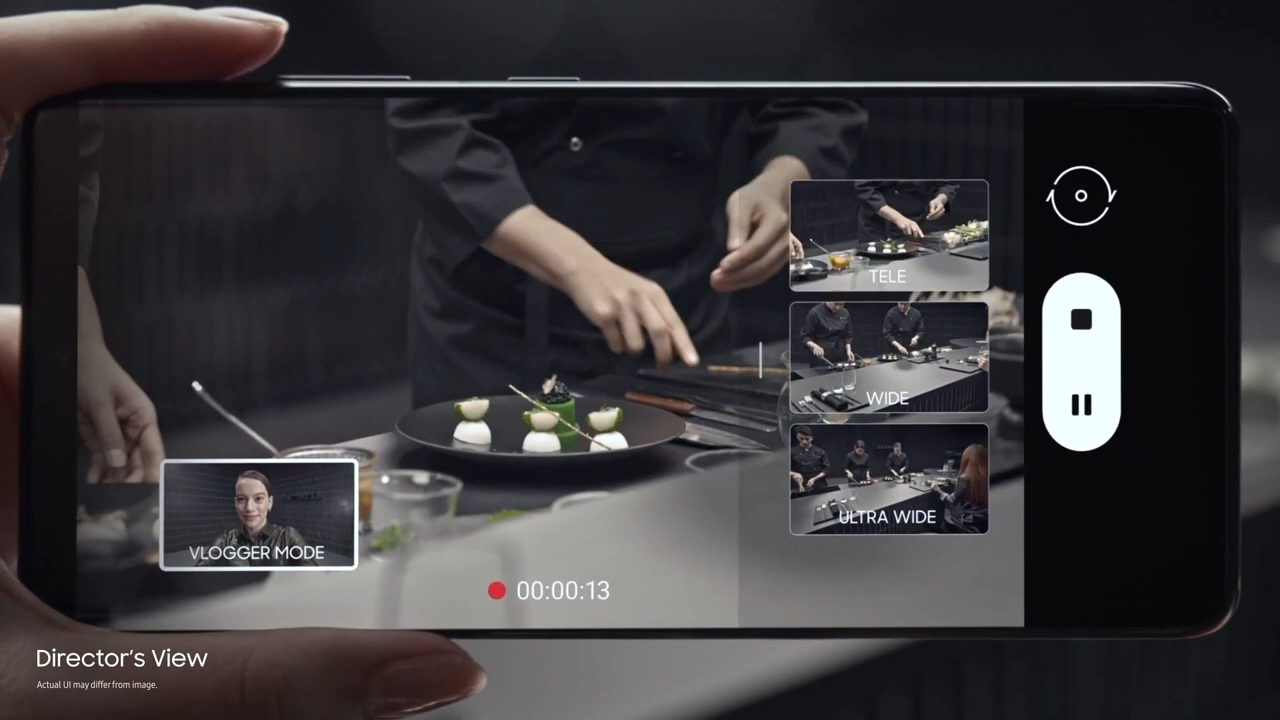 TELE
WIDE
ULTRA WIDE
VLOGGER MODE
00:00:13
Director's View
Actual UI may differ from image.